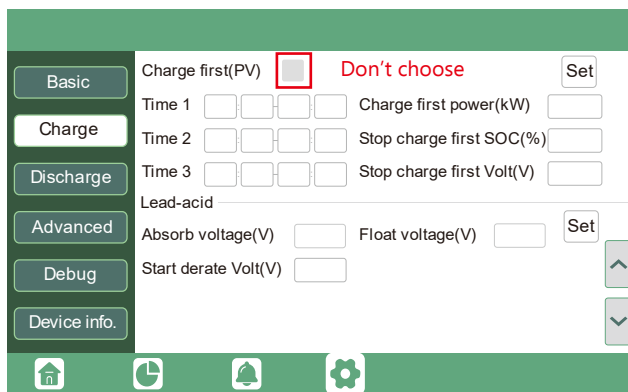 Basic
Charge
Discharge
Advanced
Debug
Device info.
Charge first(PV) Don't choose Set
Time 1 : - : Charge first power(kW)
Time 2 : - : Stop charge first SOC(%)
Time 3 : - : Stop charge first Volt(V)
Lead-acid
Absorb voltage(V) Float voltage(V) Set
Start derate Volt(V)